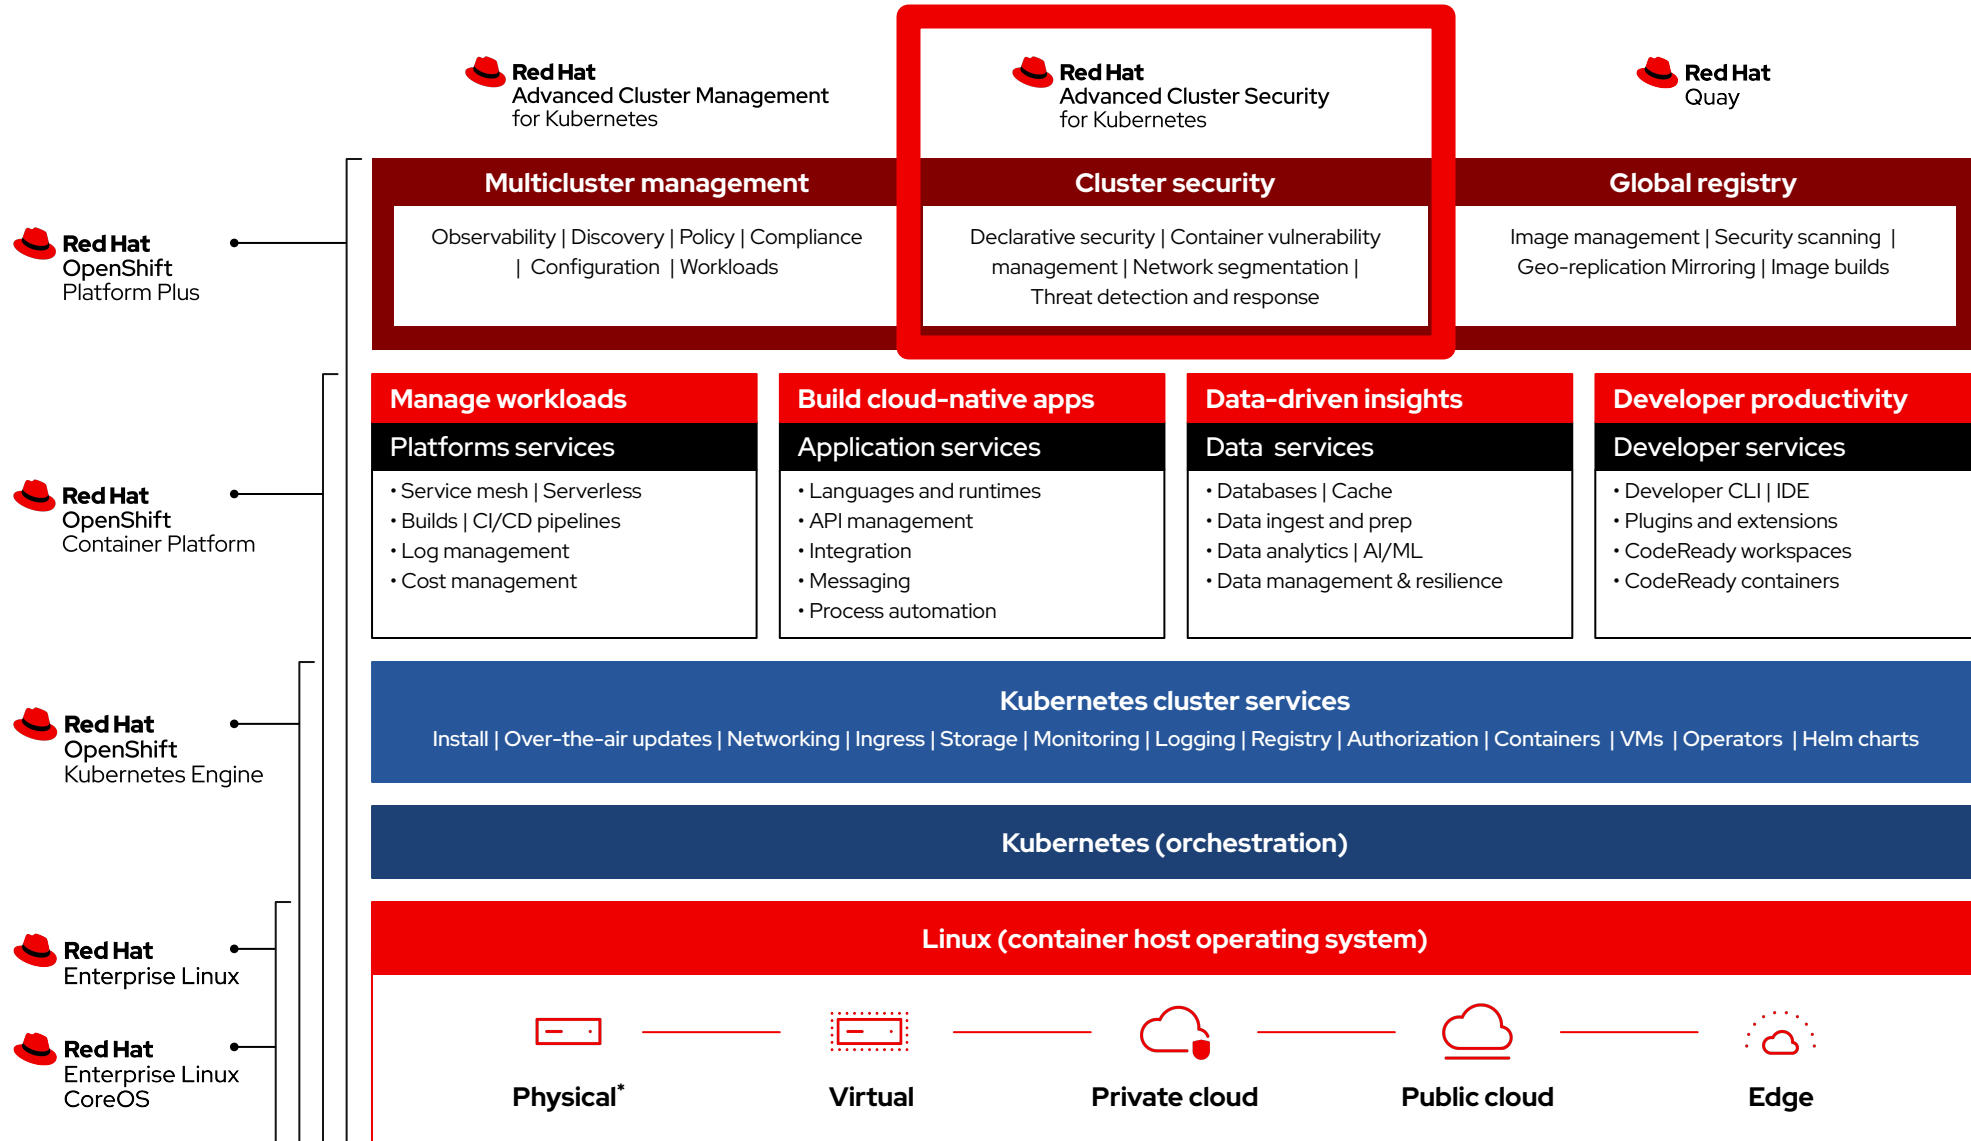 Red Hat
Advanced Cluster Management
for Kubernetes
Red Hat
Advanced Cluster Security
for Kubernetes
Red Hat
Quay
Red Hat
OpenShift
Platform Plus
Multicluster management
Observability | Discovery | Policy | Compliance
| Configuration | Workloads
Cluster security
Declarative security | Container vulnerability
management | Network segmentation |
Threat detection and response
Global registry
Image management | Security scanning |
Geo-replication Mirroring | Image builds
Red Hat
OpenShift
Container Platform
Manage workloads
Platforms services
• Service mesh | Serverless
• Builds | CI/CD pipelines
• Log management
• Cost management
Build cloud-native apps
Application services
• Languages and runtimes
• API management
• Integration
• Messaging
• Process automation
Data-driven insights
Data services
• Databases | Cache
• Data ingest and prep
• Data analytics | AI/ML
• Data management & resilience
Developer productivity
Developer services
• Developer CLI | IDE
• Plugins and extensions
• CodeReady workspaces
• CodeReady containers
Red Hat
OpenShift
Kubernetes Engine
Kubernetes cluster services
Install | Over-the-air updates | Networking | Ingress | Storage | Monitoring | Logging | Registry | Authorization | Containers | VMs | Operators | Helm charts
Kubernetes (orchestration)
Red Hat
Enterprise Linux
Red Hat
Enterprise Linux
CoreOS
Linux (container host operating system)
Physical*
Virtual
Private cloud
Public cloud
Edge